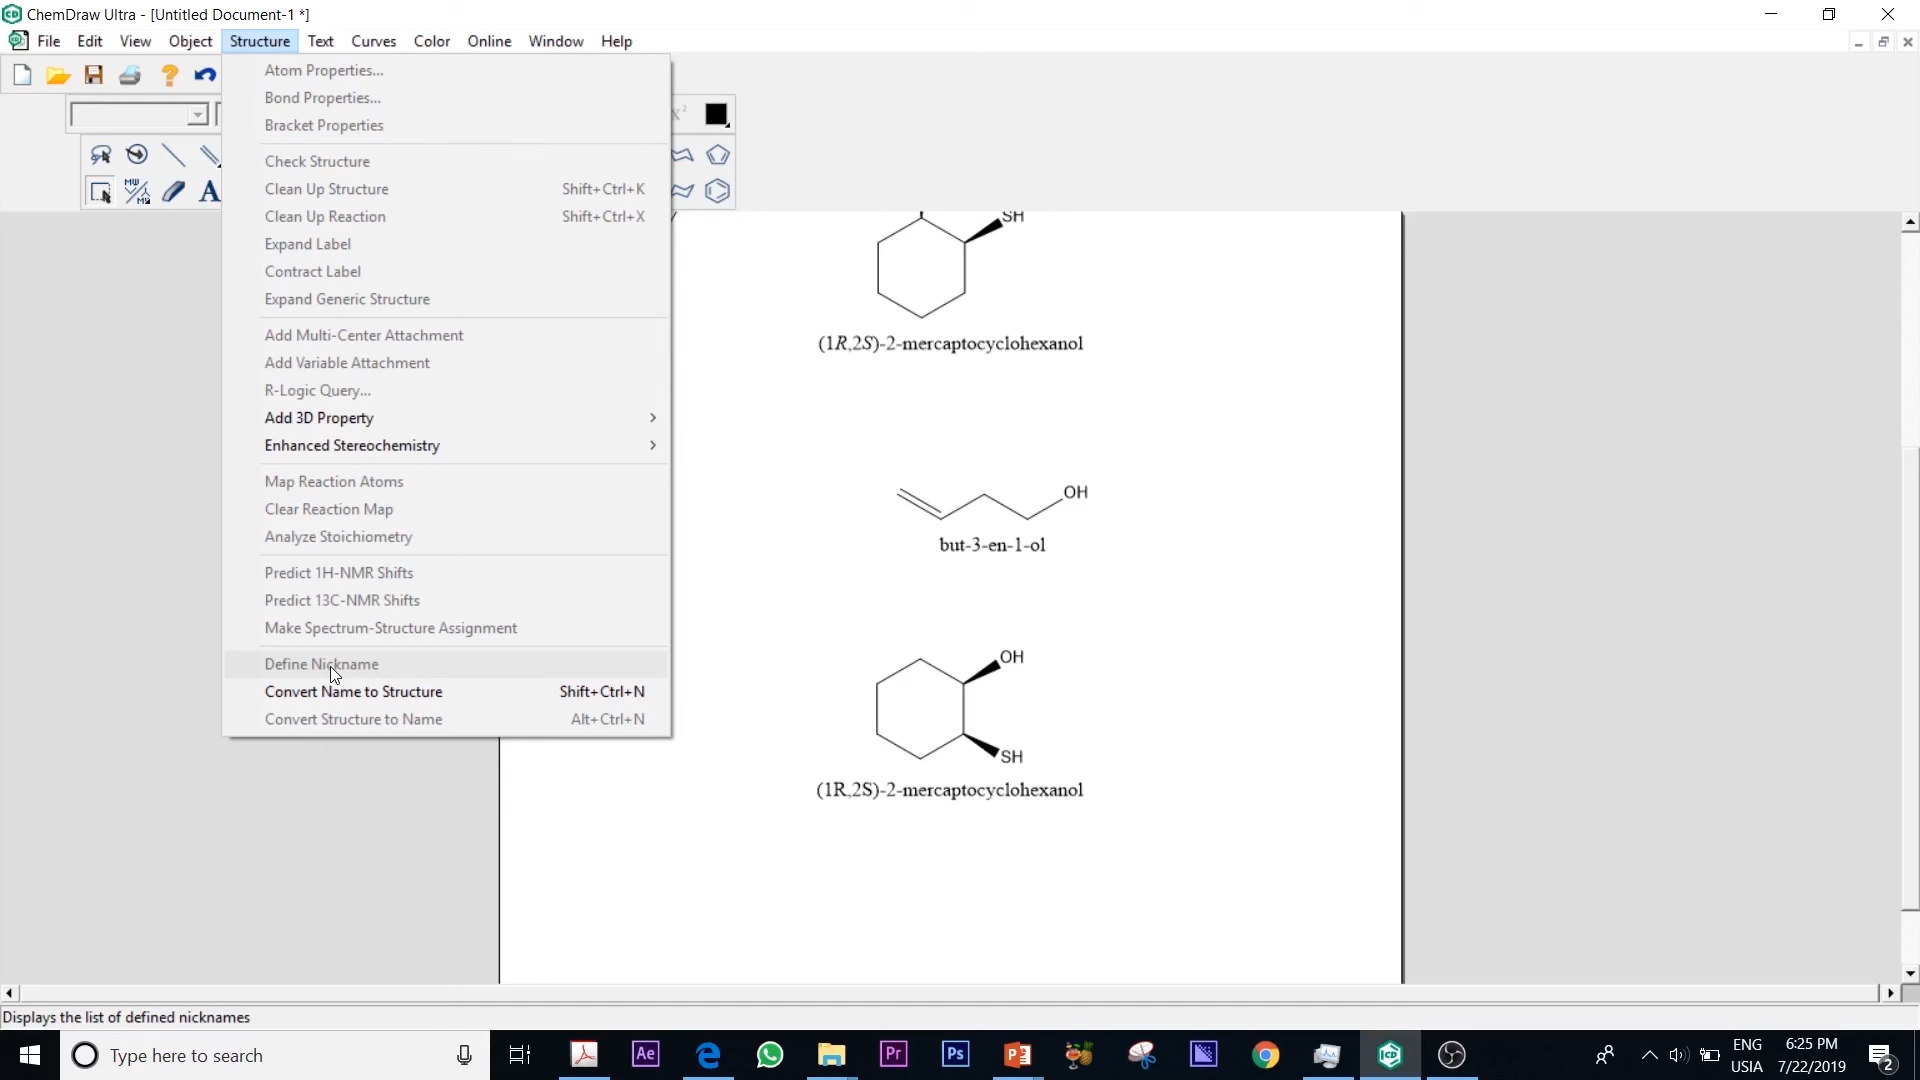 ChemDraw Ultra - [Untitled Document-1 *]
File Edit View Object Structure Text Curves Color Online Window Help
Atom Properties...
Bond Properties...
Bracket Properties
Check Structure
Clean Up Structure Shift+Ctrl+K
Clean Up Reaction Shift+Ctrl+X
Expand Label
Contract Label
Expand Generic Structure
Add Multi-Center Attachment
Add Variable Attachment
R-Logic Query...
Add 3D Property
Enhanced Stereochemistry
Map Reaction Atoms
Clear Reaction Map
Analyze Stoichiometry
Predict 1H-NMR Shifts
Predict 13C-NMR Shifts
Make Spectrum-Structure Assignment
Define Nickname
Convert Name to Structure Shift+Ctrl+N
Convert Structure to Name Alt+Ctrl+N
X²
MW
A
SH
(1R,2S)-2-mercaptocyclohexanol
OH
but-3-en-1-ol
OH
SH
(1R,2S)-2-mercaptocyclohexanol
Displays the list of defined nicknames
Type here to search
Ae
Pr
Ps
ENG
USIA
6:25 PM
7/22/2019
2